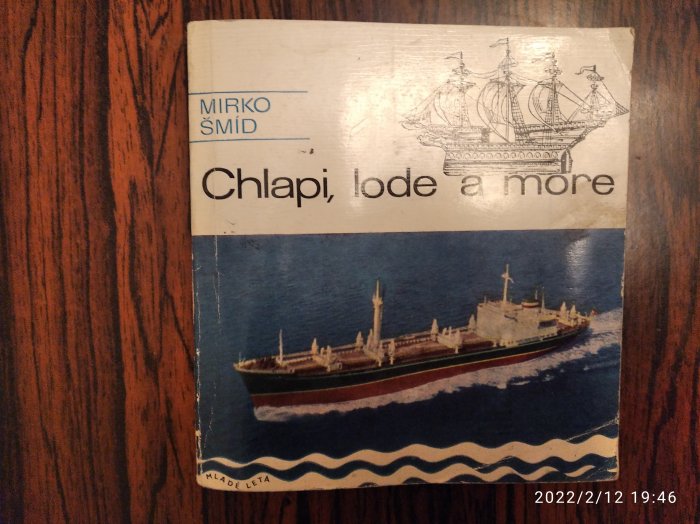 MIRKO
ŠMÍD
Chlapi, lode a more
MLADÉ LETÁ
2022/2/12 19:46